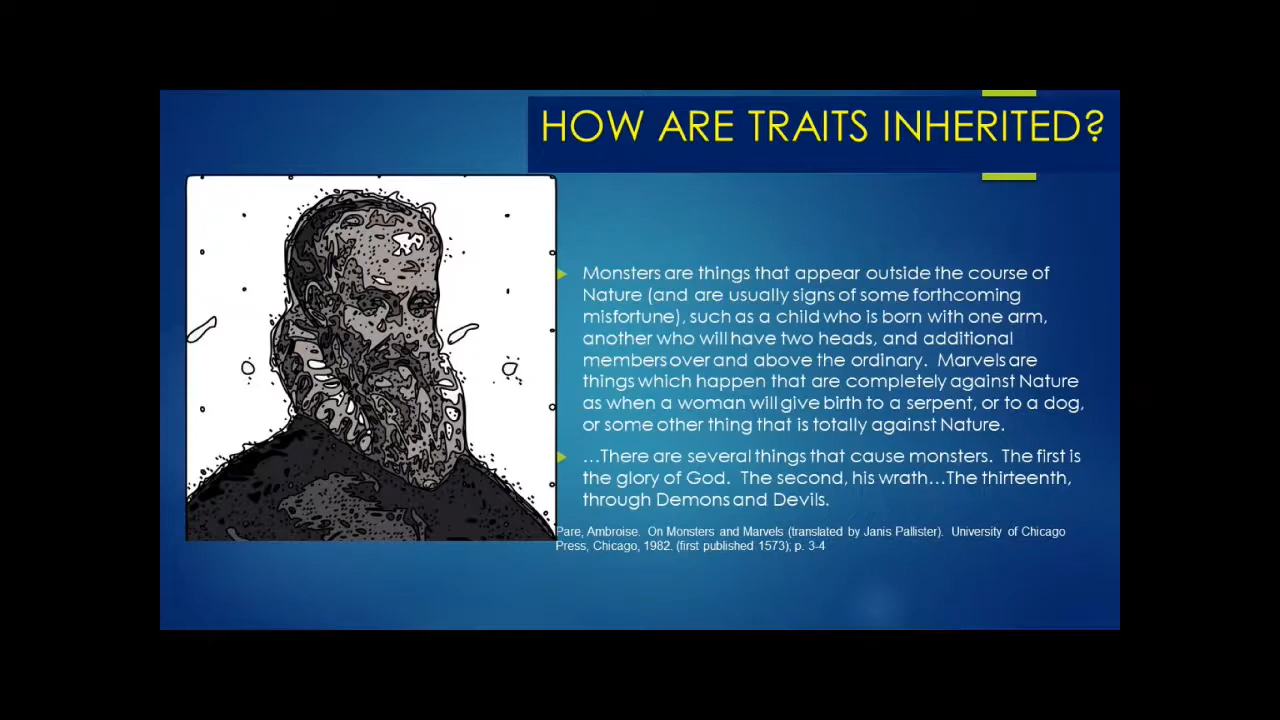 HOW ARE TRAITS INHERITED?
Monsters are things that appear outside the course of
Nature (and are usually signs of some forthcoming
misfortune), such as a child who is born with one arm,
another who will have two heads, and additional
members over and above the ordinary. Marvels are
things which happen that are completely against Nature
as when a woman will give birth to a serpent, or to a dog,
or some other thing that is totally against Nature.
…There are several things that cause monsters. The first is
the glory of God. The second, his wrath…The thirteenth,
through Demons and Devils.
Pare, Ambroise. On Monsters and Marvels (translated by Janis Pallister). University of Chicago
Press, Chicago, 1982. (first published 1573); p. 3-4